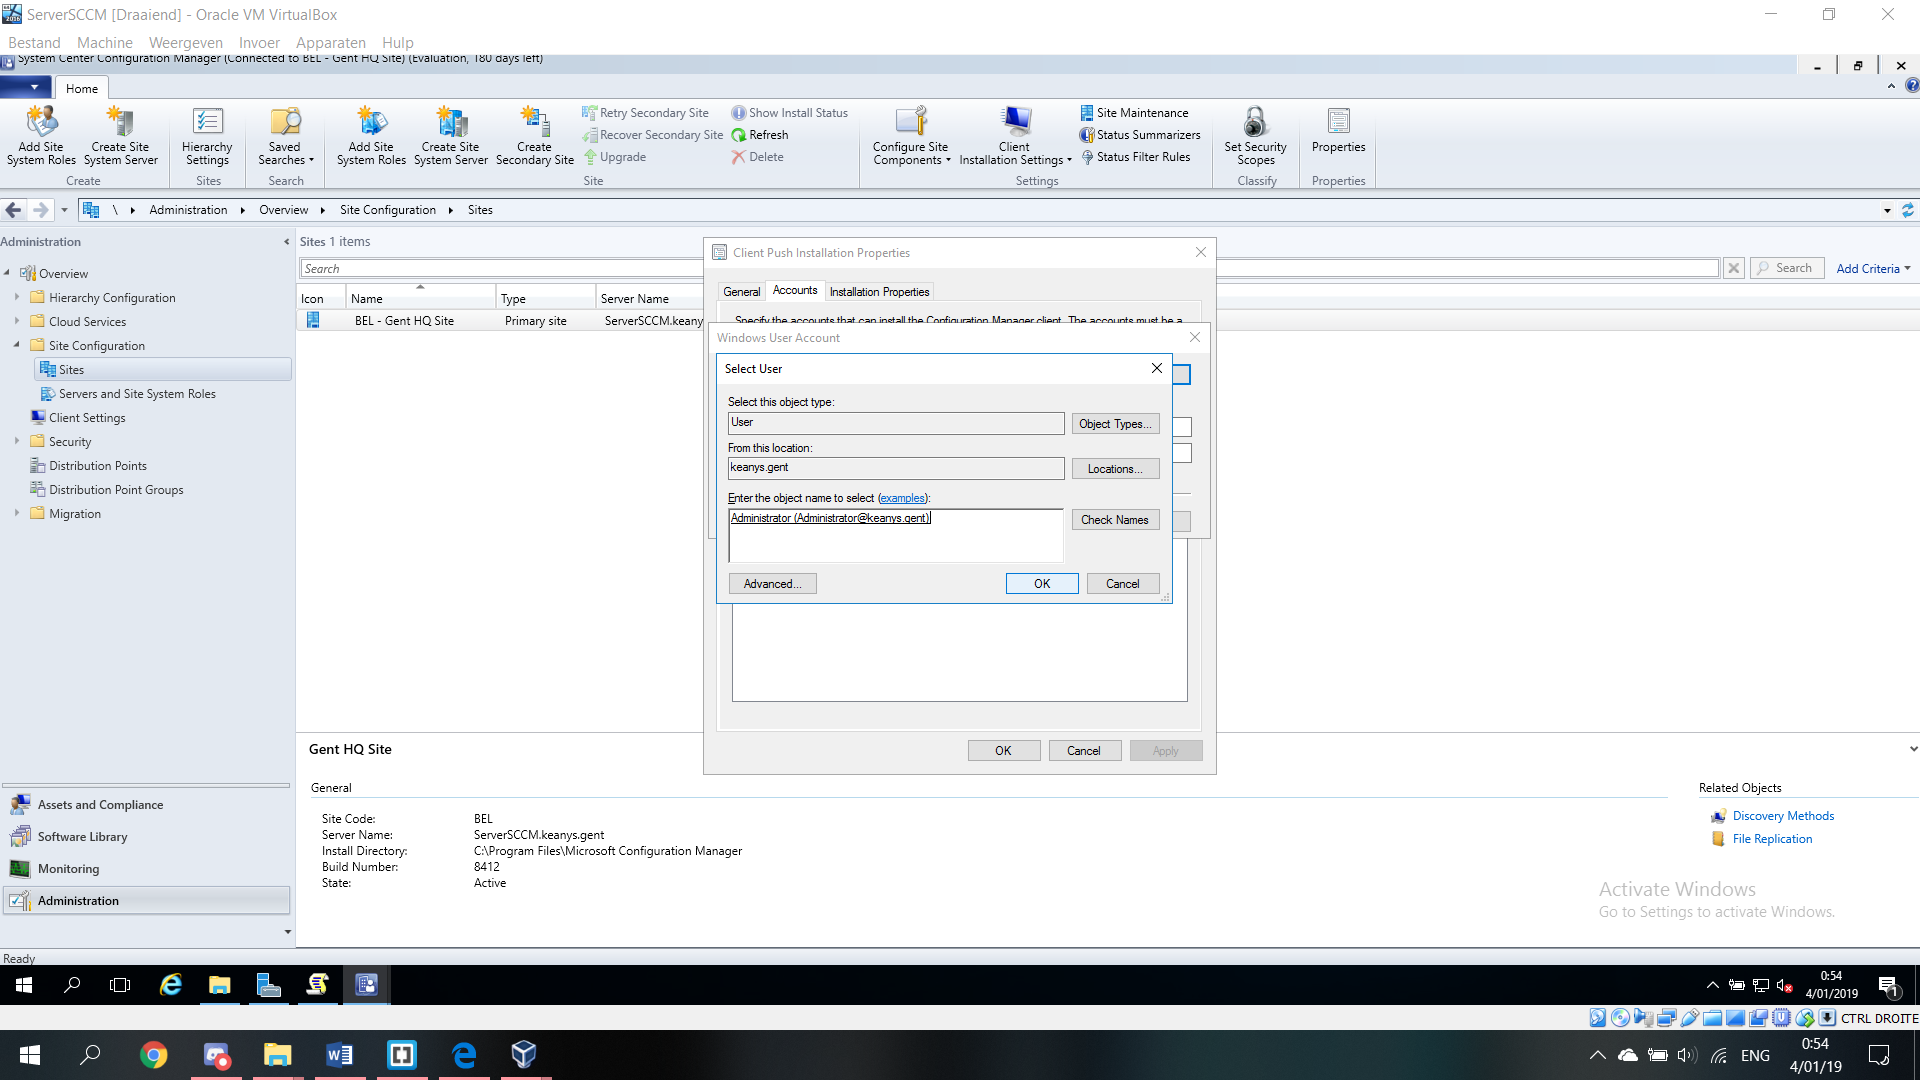 ServerSCCM [Draaiend] - Oracle VM VirtualBox
Bestand Machine Weergeven Invoer Apparaten Hulp
System Center Configuration Manager (Connected to BEL - Gent HQ Site) (Evaluation, 180 days left)
Home
Add Site System Roles
Create Site System Server
Create
Hierarchy Settings
Sites
Saved Searches
Search
Add Site System Roles
Create Site System Server
Create Secondary Site
Retry Secondary Site
Recover Secondary Site
Upgrade
Show Install Status
Refresh
Delete
Site
Configure Site Components
Client Installation Settings
Site Maintenance
Status Summarizers
Status Filter Rules
Settings
Set Security Scopes
Classify
Properties
Properties
\ Administration Overview Site Configuration Sites
Administration
Overview
Hierarchy Configuration
Cloud Services
Site Configuration
Sites
Servers and Site System Roles
Client Settings
Security
Distribution Points
Distribution Point Groups
Migration
Assets and Compliance
Software Library
Monitoring
Administration
Ready
Sites 1 items
Search
Search
Add Criteria
Icon Name Type Server Name
BEL - Gent HQ Site Primary site ServerSCCM.keany
Client Push Installation Properties
General Accounts Installation Properties
Specify the accounts that can install the Configuration Manager client. The accounts must be a
Windows User Account
Select User
Select this object type:
User
Object Types...
From this location:
keanys.gent
Locations...
Enter the object name to select (examples):
Administrator (Administrator@keanys.gent)
Check Names
Advanced...
OK
Cancel
OK
Cancel
Apply
Gent HQ Site
General
Site Code: BEL
Server Name: ServerSCCM.keanys.gent
Install Directory: C:\Program Files\Microsoft Configuration Manager
Build Number: 8412
State: Active
Related Objects
Discovery Methods
File Replication
Activate Windows
Go to Settings to activate Windows.
0:54
4/01/2019
1
CTRL DROITE
ENG
0:54
4/01/19